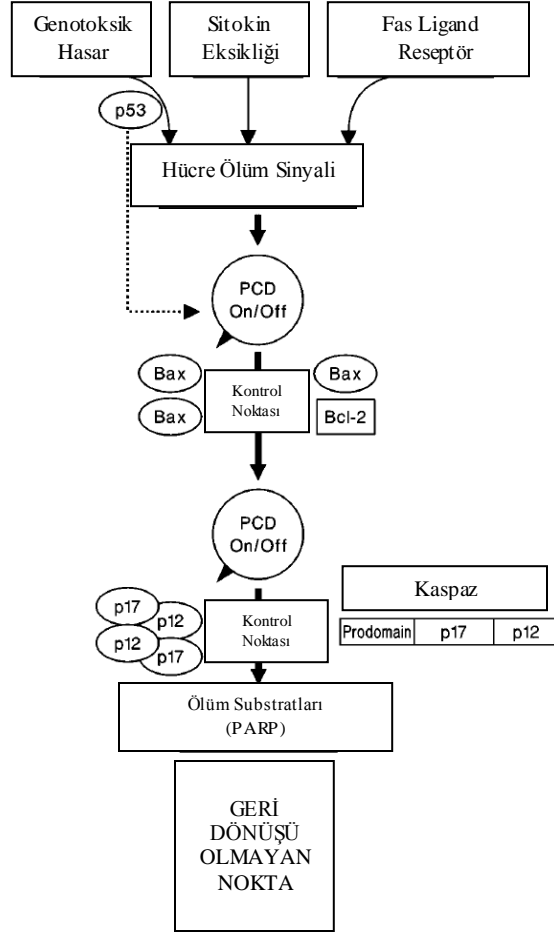 Genotoksik
Hasar
Sitokin
Eksikliği
Fas Ligand
Reseptör
p53
Hücre Ölüm Sinyali
PCD
On/Off
Bax
Bax
Kontrol
Noktası
Bax
Bcl-2
PCD
On/Off
p17
p12
p12
p17
Kontrol
Noktası
Kaspaz
Prodomain p17 p12
Ölüm Substratları
(PARP)
GERİ
DÖNÜŞÜ
OLMAYAN
NOKTA